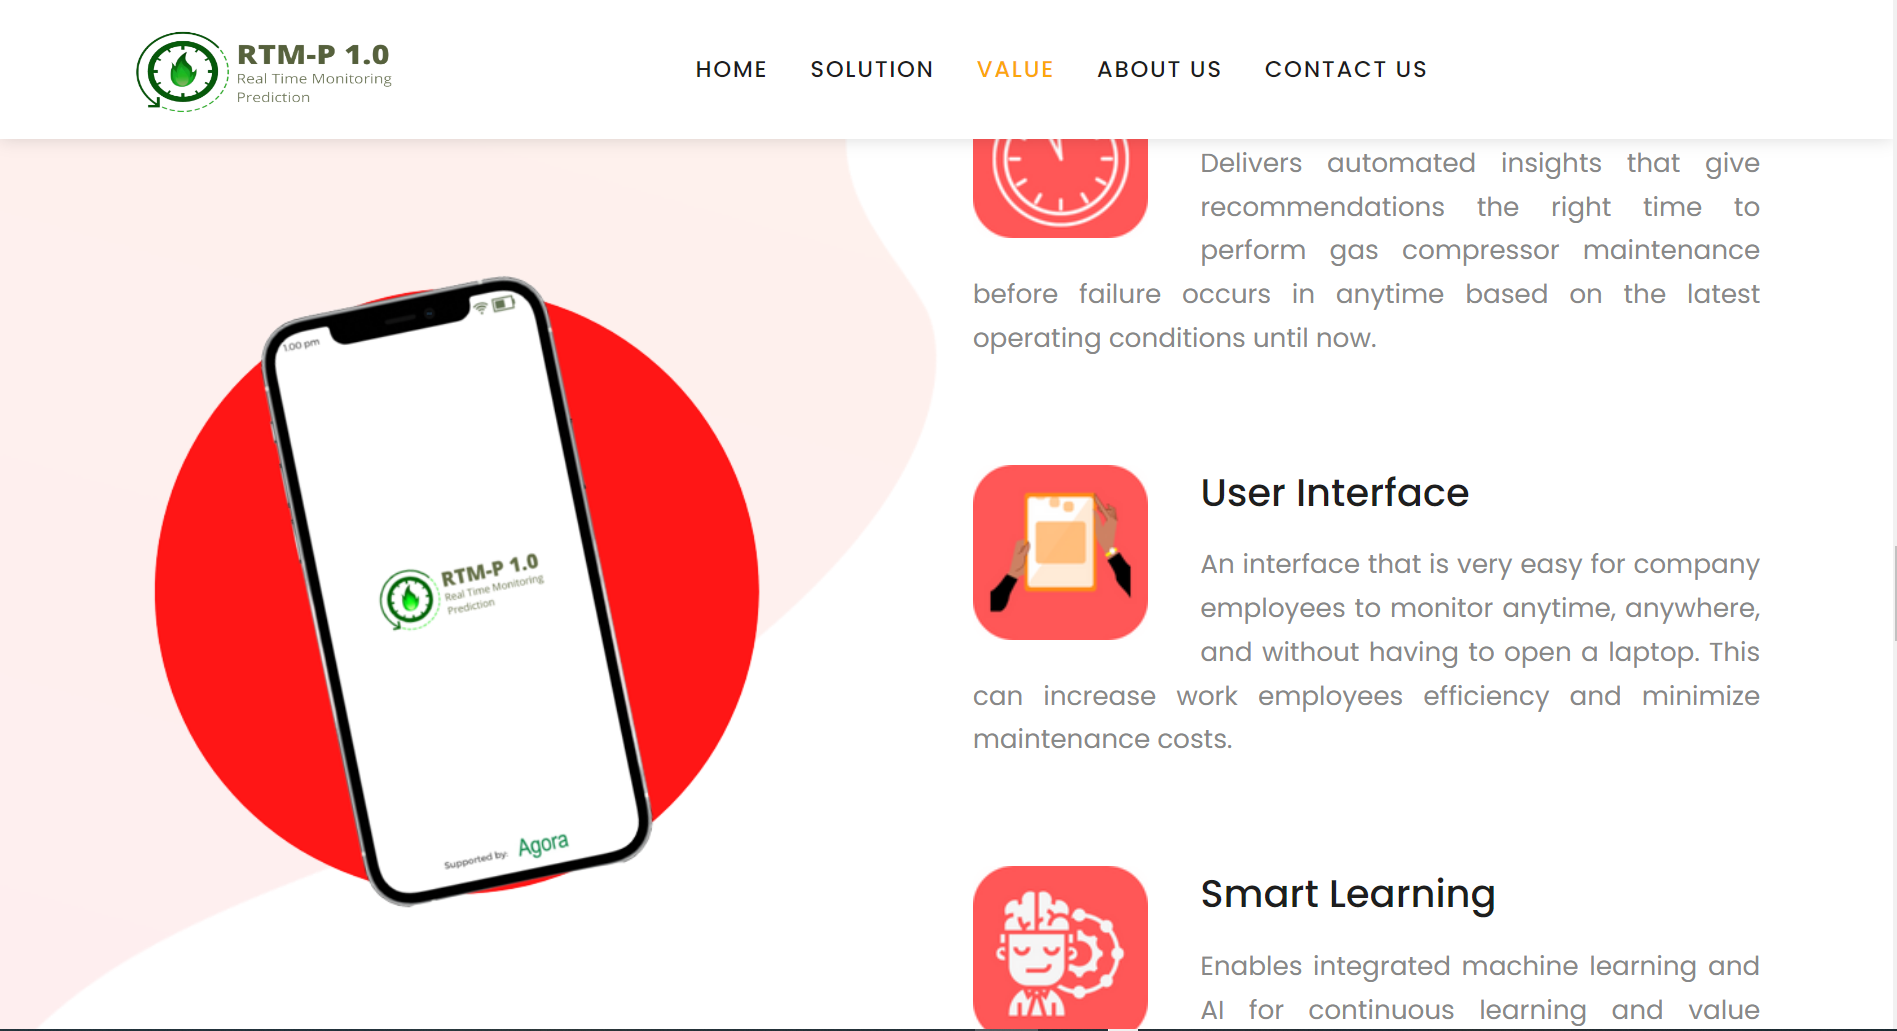 RTM-P 1.0
Real Time Monitoring
Prediction
HOME SOLUTION VALUE ABOUT US CONTACT US
Delivers automated insights that give
recommendations the right time to
perform gas compressor maintenance
before failure occurs in anytime based on the latest
operating conditions until now.
1.00 pm
RTM-P 1.0
Real Time Monitoring
Prediction
Supported by: Agora
User Interface
An interface that is very easy for company
employees to monitor anytime, anywhere,
and without having to open a laptop. This
can increase work employees efficiency and minimize
maintenance costs.
Smart Learning
Enables integrated machine learning and
AI for continuous learning and value